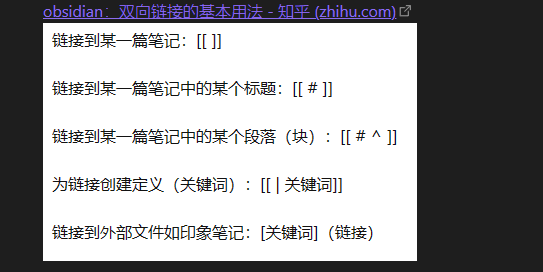 obsidian：双向链接的基本用法 - 知乎 (zhihu.com)
链接到某一篇笔记：[[ ]]
链接到某一篇笔记中的某个标题：[[ # ]]
链接到某一篇笔记中的某个段落（块）：[[ # ^ ]]
为链接创建定义（关键词）：[[ | 关键词]]
链接到外部文件如印象笔记：[关键词]（链接）